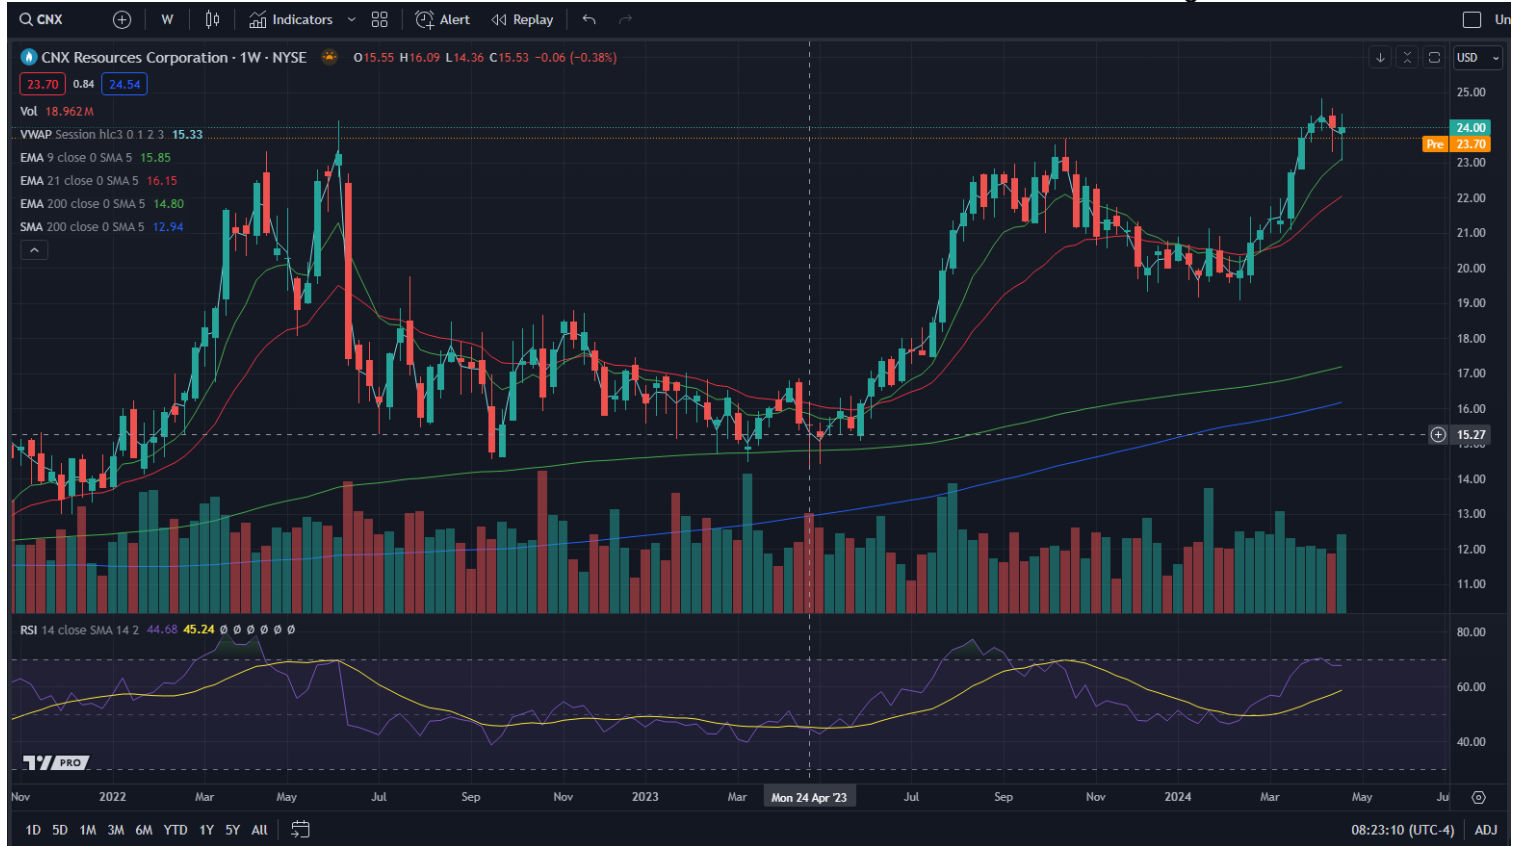 CNX W Indicators Alert Replay Un
CNX Resources Corporation · 1W · NYSE O15.55 H16.09 L14.36 C15.53 −0.06 (−0.38%) USD
23.70 0.84 24.54
Vol 18.962M
VWAP Session hlc3 0 1 2 3 15.33
EMA 9 close 0 SMA 5 15.85
EMA 21 close 0 SMA 5 16.15
EMA 200 close 0 SMA 5 14.80
SMA 200 close 0 SMA 5 12.94
25.00
24.00
Pre 23.70
23.00
22.00
21.00
20.00
19.00
18.00
17.00
16.00
15.27
14.00
13.00
12.00
11.00
RSI 14 close SMA 14 2 44.68 45.24 Ø Ø Ø Ø Ø Ø
80.00
60.00
40.00
PRO
Nov 2022 Mar May Jul Sep Nov 2023 Mar Mon 24 Apr '23 Jul Sep Nov 2024 Mar May Ju
1D 5D 1M 3M 6M YTD 1Y 5Y All 08:23:10 (UTC-4) ADJ